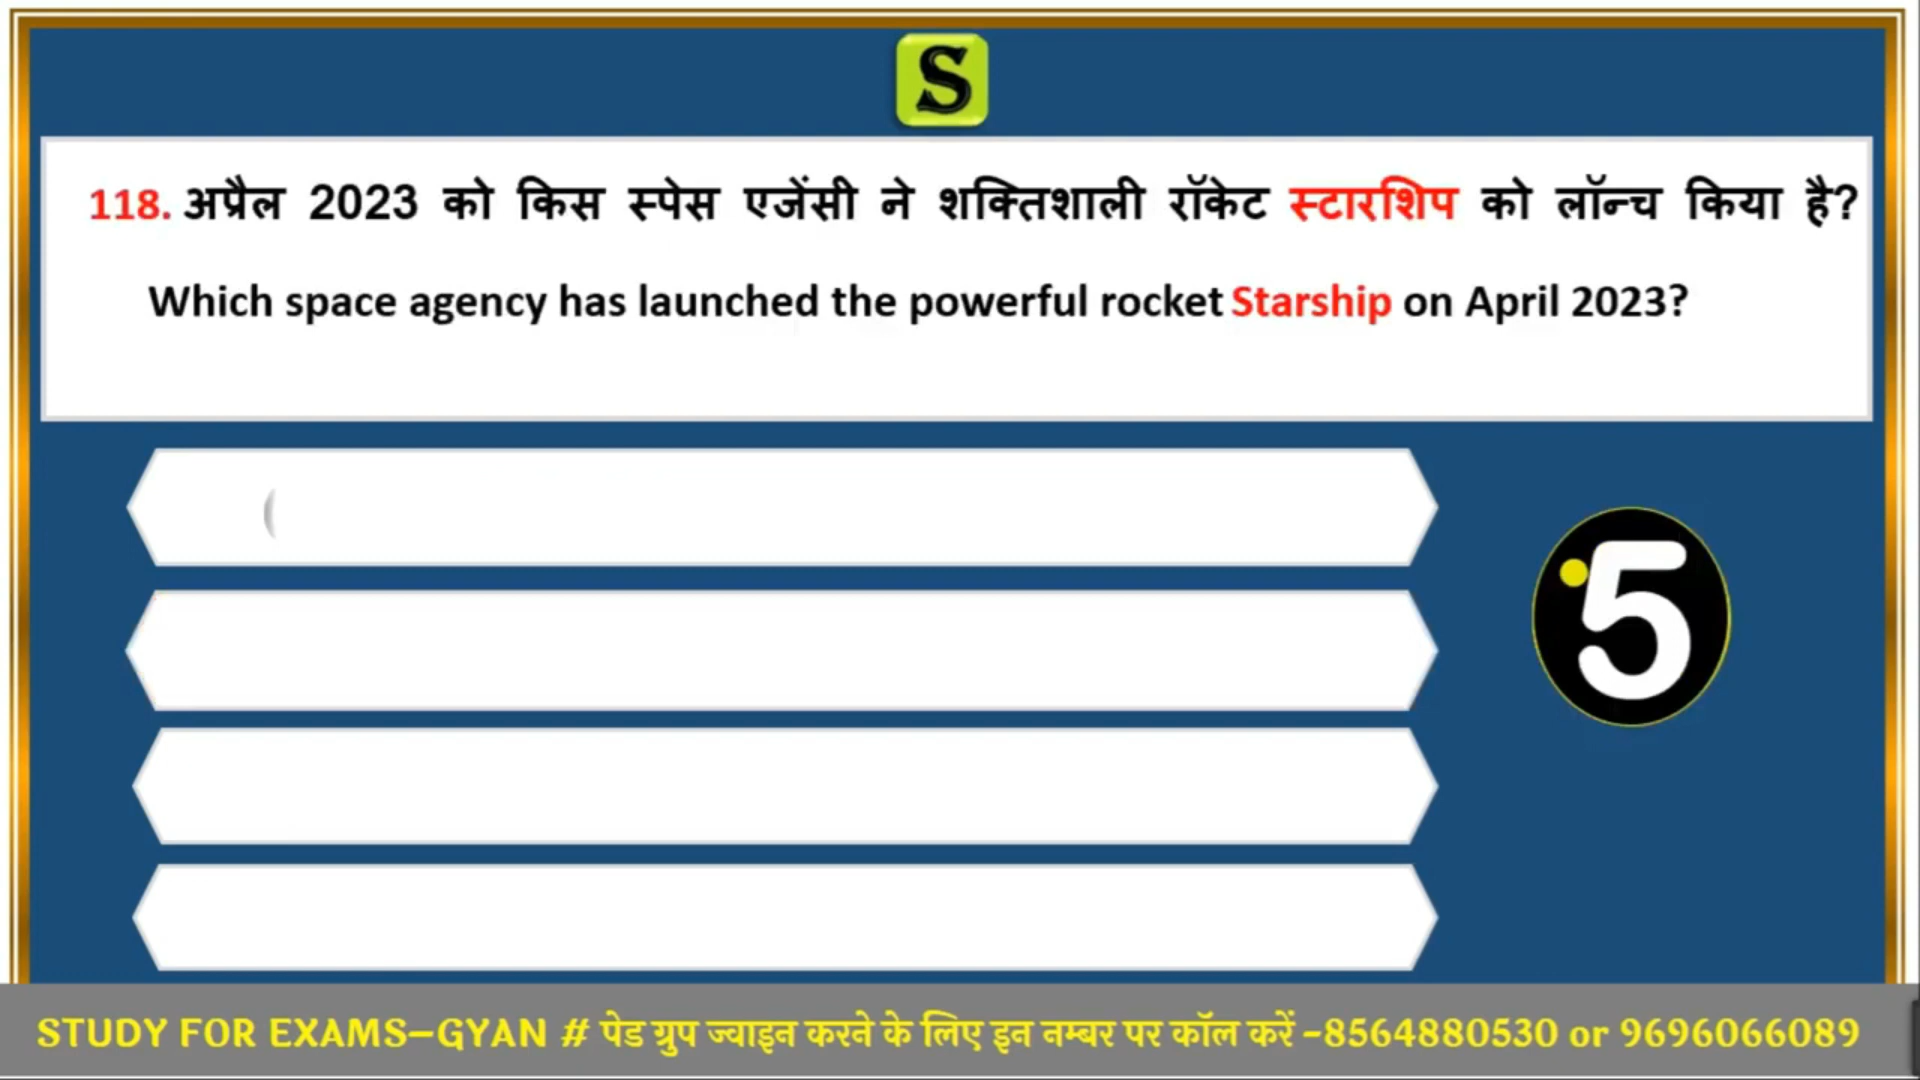 S
118. अप्रैल 2023 को किस स्पेस एजेंसी ने शक्तिशाली रॉकेट स्टारशिप को लॉन्च किया है?
Which space agency has launched the powerful rocket Starship on April 2023?
(
5
STUDY FOR EXAMS–GYAN # पेड ग्रुप ज्वाइन करने के लिए इन नम्बर पर कॉल करें -8564880530 or 9696066089